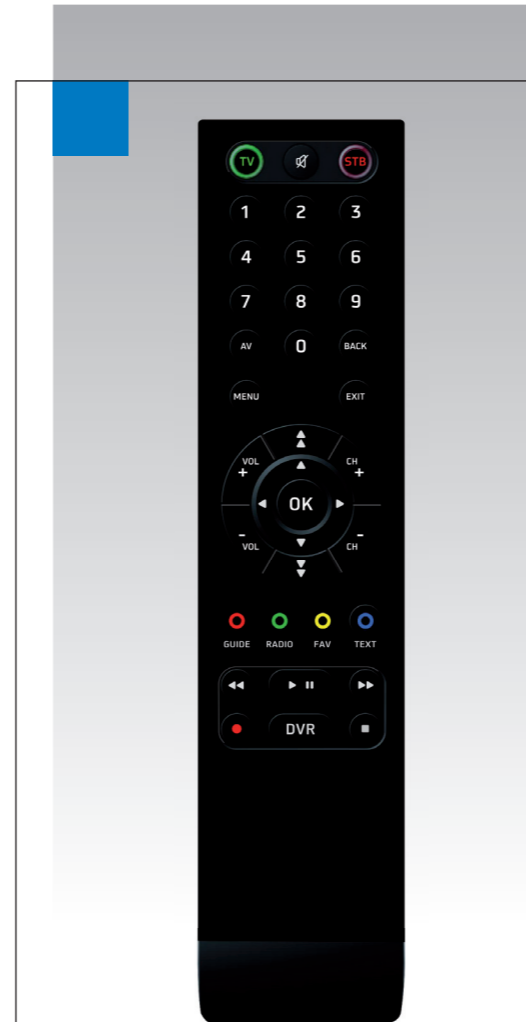 TV STB
1 2 3
4 5 6
7 8 9
AV 0 BACK
MENU EXIT
VOL CH
+ +
OK
- -
VOL CH
GUIDE RADIO FAV TEXT
DVR